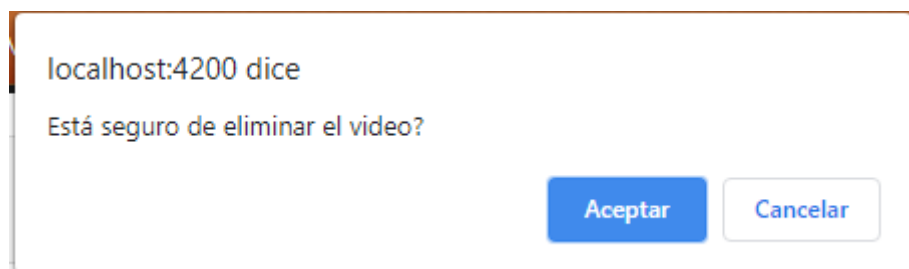 localhost:4200 dice
Está seguro de eliminar el video?
Aceptar
Cancelar